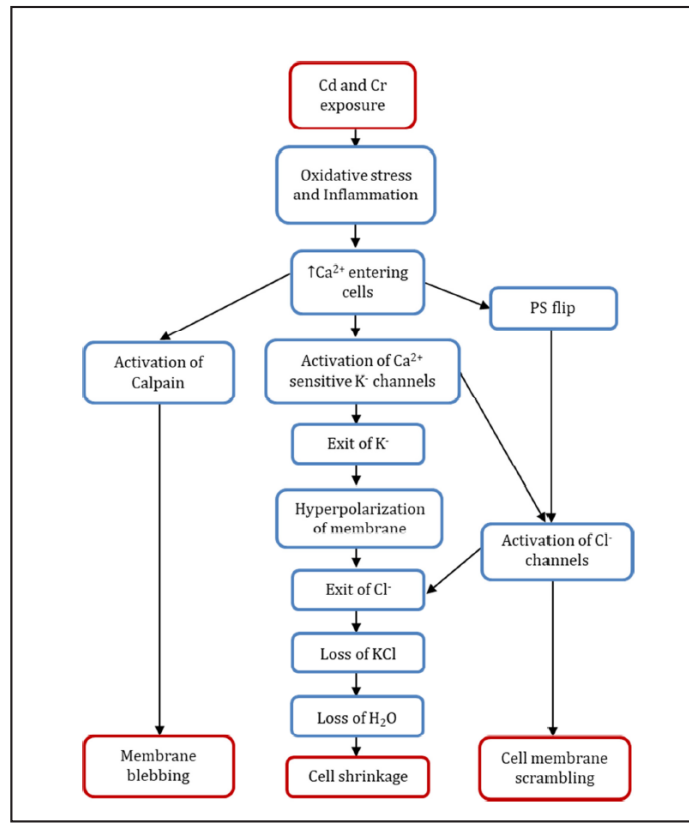 Cd and Cr
exposure
Oxidative stress
and Inflammation
↑Ca²⁺ entering
cells
PS flip
Activation of
Calpain
Activation of Ca²⁺
sensitive K⁻ channels
Exit of K⁻
Hyperpolarization
of membrane
Activation of Cl⁻
channels
Exit of Cl⁻
Loss of KCl
Loss of H₂O
Membrane
blebbing
Cell shrinkage
Cell membrane
scrambling